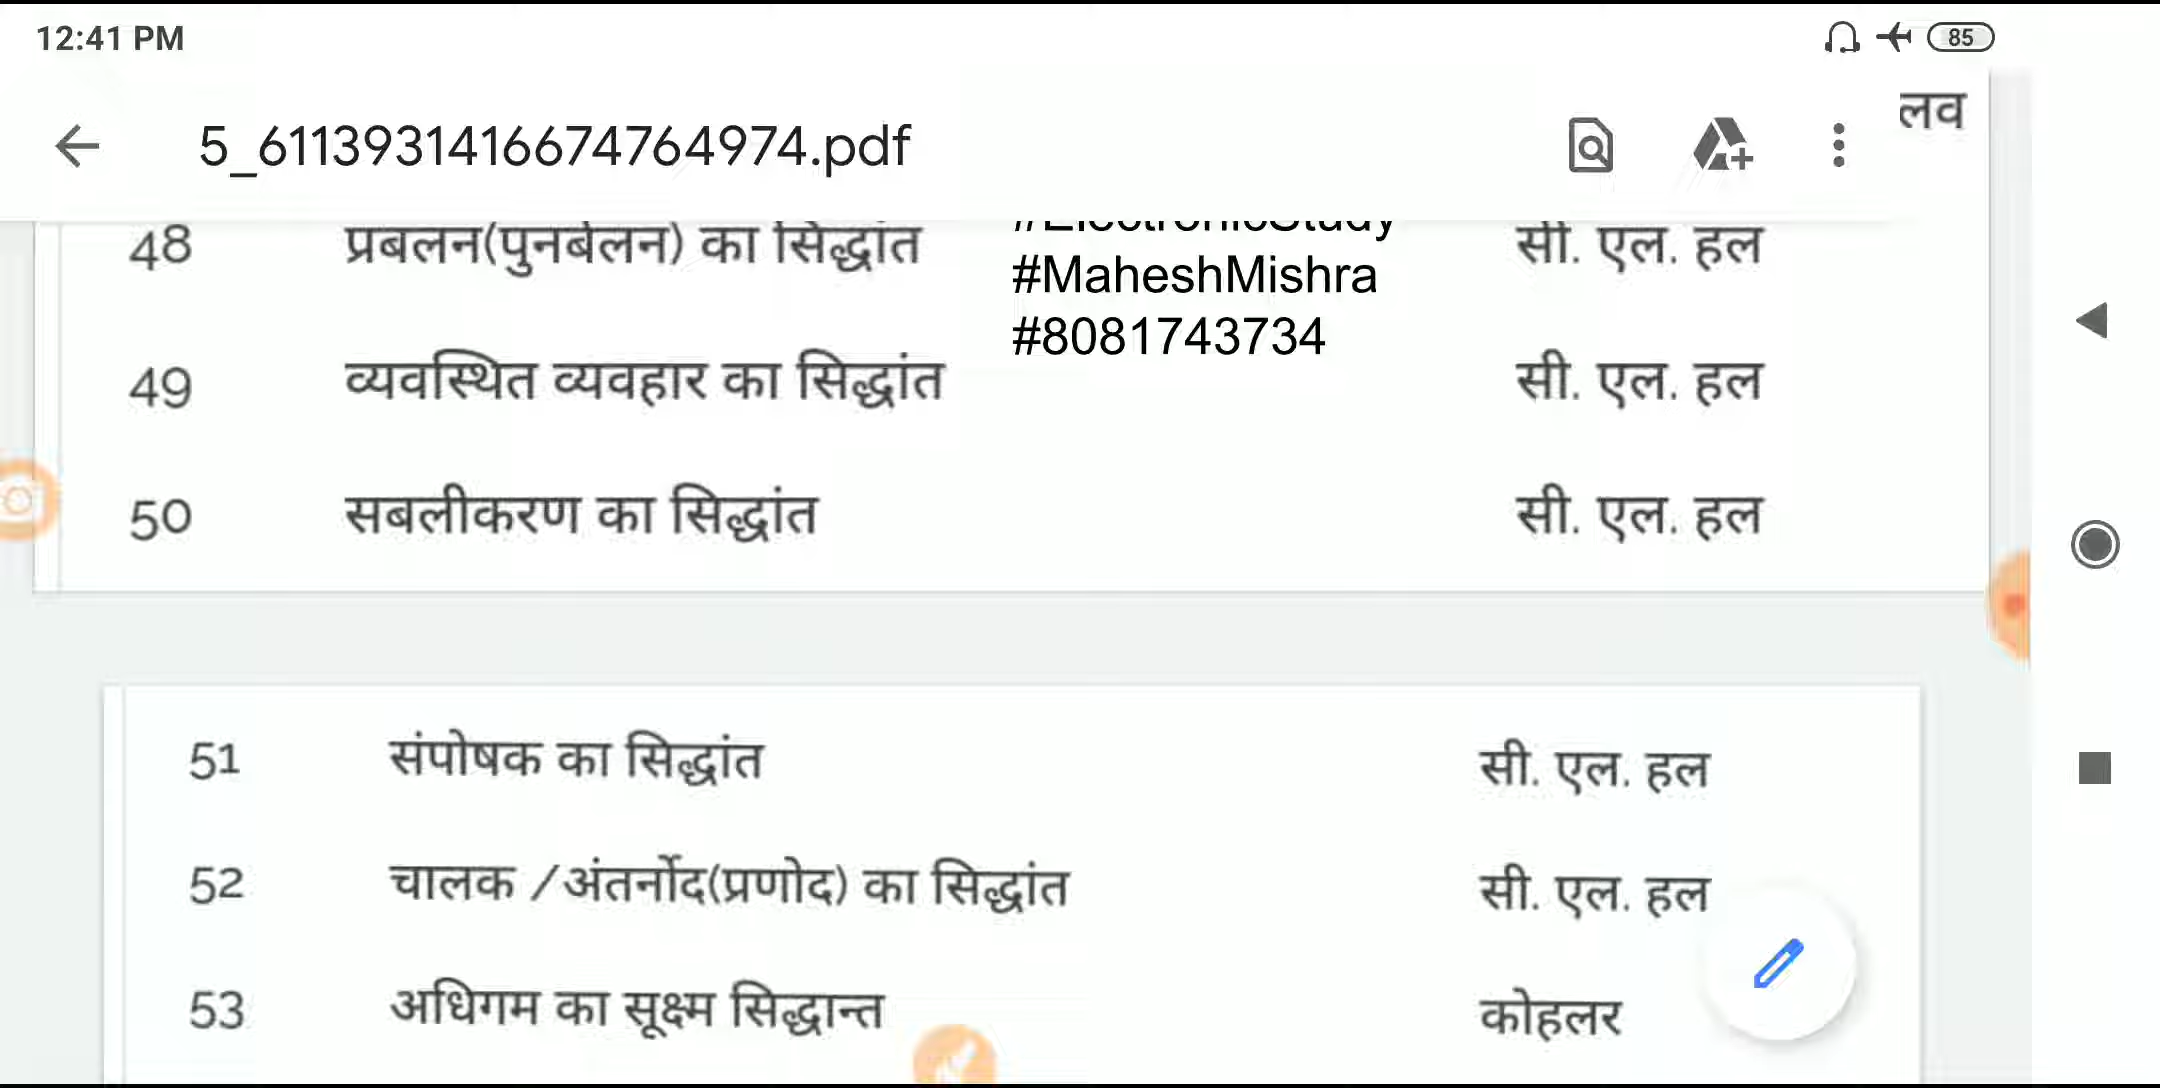 12:41 PM
85
लव
5_6113931416674764974.pdf
#ElectronicStudy
48 प्रबलन(पुनर्बलन) का सिद्धांत सी. एल. हल
#MaheshMishra
#8081743734
49 व्यवस्थित व्यवहार का सिद्धांत सी. एल. हल
50 सबलीकरण का सिद्धांत सी. एल. हल
51 संपोषक का सिद्धांत सी. एल. हल
52 चालक /अंतर्नोद(प्रणोद) का सिद्धांत सी. एल. हल
53 अधिगम का सूक्ष्म सिद्धान्त कोहलर